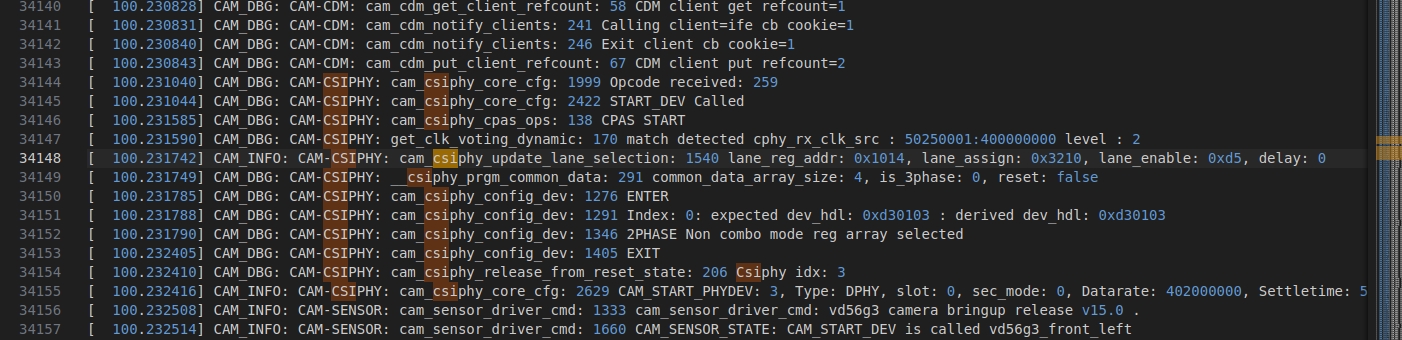 34140 [ 100.230828] CAM_DBG: CAM-CDM: cam_cdm_get_client_refcount: 58 CDM client get refcount=1
34141 [ 100.230831] CAM_DBG: CAM-CDM: cam_cdm_notify_clients: 241 Calling client=ife cb cookie=1
34142 [ 100.230840] CAM_DBG: CAM-CDM: cam_cdm_notify_clients: 246 Exit client cb cookie=1
34143 [ 100.230843] CAM_DBG: CAM-CDM: cam_cdm_put_client_refcount: 67 CDM client put refcount=2
34144 [ 100.231040] CAM_DBG: CAM-CSIPHY: cam_csiphy_core_cfg: 1999 Opcode received: 259
34145 [ 100.231044] CAM_DBG: CAM-CSIPHY: cam_csiphy_core_cfg: 2422 START_DEV Called
34146 [ 100.231585] CAM_DBG: CAM-CSIPHY: cam_csiphy_cpas_ops: 138 CPAS START
34147 [ 100.231590] CAM_DBG: CAM-CSIPHY: get_clk_voting_dynamic: 170 match detected cphy_rx_clk_src : 50250001:400000000 level : 2
34148 [ 100.231742] CAM_INFO: CAM-CSIPHY: cam_csiphy_update_lane_selection: 1540 lane_reg_addr: 0x1014, lane_assign: 0x3210, lane_enable: 0xd5, delay: 0
34149 [ 100.231749] CAM_DBG: CAM-CSIPHY: __csiphy_prgm_common_data: 291 common_data_array_size: 4, is_3phase: 0, reset: false
34150 [ 100.231785] CAM_DBG: CAM-CSIPHY: cam_csiphy_config_dev: 1276 ENTER
34151 [ 100.231788] CAM_DBG: CAM-CSIPHY: cam_csiphy_config_dev: 1291 Index: 0: expected dev_hdl: 0xd30103 : derived dev_hdl: 0xd30103
34152 [ 100.231790] CAM_DBG: CAM-CSIPHY: cam_csiphy_config_dev: 1346 2PHASE Non combo mode reg array selected
34153 [ 100.232405] CAM_DBG: CAM-CSIPHY: cam_csiphy_config_dev: 1405 EXIT
34154 [ 100.232410] CAM_DBG: CAM-CSIPHY: cam_csiphy_release_from_reset_state: 206 Csiphy idx: 3
34155 [ 100.232416] CAM_INFO: CAM-CSIPHY: cam_csiphy_core_cfg: 2629 CAM_START_PHYDEV: 3, Type: DPHY, slot: 0, sec_mode: 0, Datarate: 402000000, Settletime: 5
34156 [ 100.232508] CAM_INFO: CAM-SENSOR: cam_sensor_driver_cmd: 1333 cam_sensor_driver_cmd: vd56g3 camera bringup release v15.0 .
34157 [ 100.232514] CAM_INFO: CAM-SENSOR: cam_sensor_driver_cmd: 1660 CAM_SENSOR_STATE: CAM_START_DEV is called vd56g3_front_left